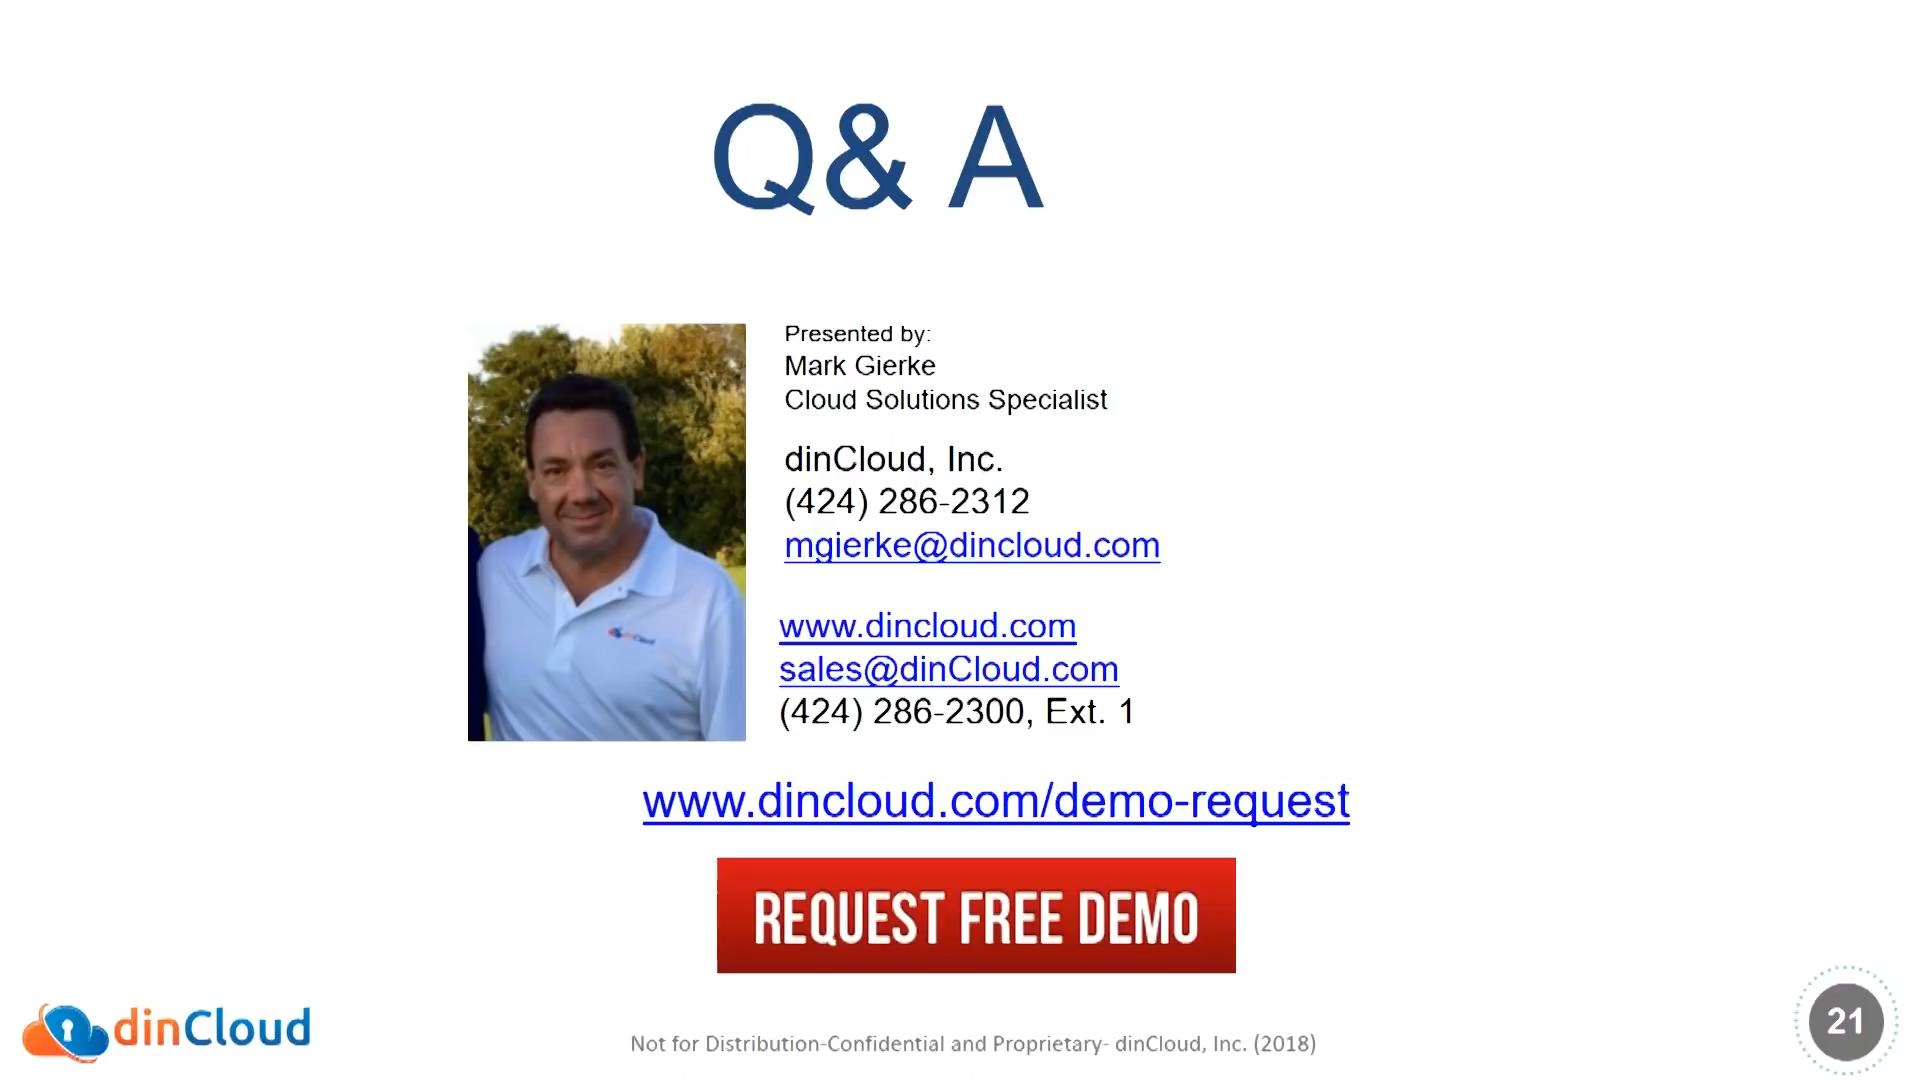 Q& A
Presented by:
Mark Gierke
Cloud Solutions Specialist
dinCloud, Inc.
(424) 286-2312
mgierke@dincloud.com
www.dincloud.com
sales@dinCloud.com
(424) 286-2300, Ext. 1
dinCloud
www.dincloud.com/demo-request
REQUEST FREE DEMO
dinCloud
Not for Distribution-Confidential and Proprietary- dinCloud, Inc. (2018)
21